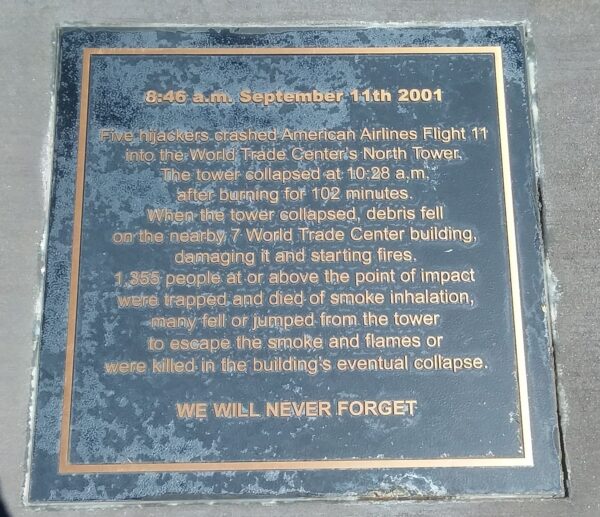 8:46 a.m. September 11th 2001
Five hijackers crashed American Airlines Flight 11
into the World Trade Center's North Tower.
The tower collapsed at 10:28 a.m.
after burning for 102 minutes.
When the tower collapsed, debris fell
on the nearby 7 World Trade Center building,
damaging it and starting fires.
1,355 people at or above the point of impact
were trapped and died of smoke inhalation,
many fell or jumped from the tower
to escape the smoke and flames or
were killed in the building's eventual collapse.
WE WILL NEVER FORGET